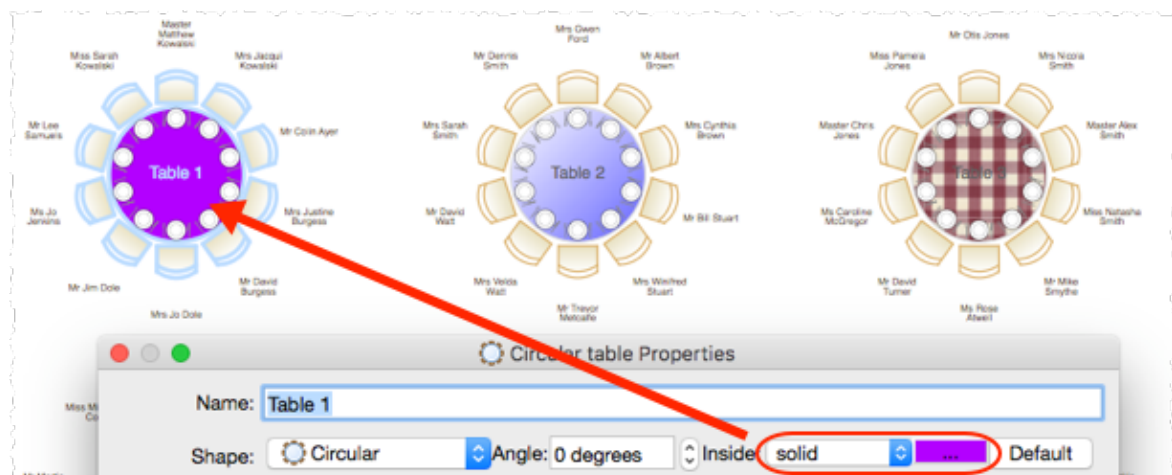 Master
Matthew
Kowalski
Miss Sarah
Kowalski
Mrs Jacqui
Kowalski
Mr Lee
Samuels
Mr Colin Ayer
Table 1
Ms Jo
Jenkins
Mrs Justine
Burgess
Mr Jim Dole
Mr David
Burgess
Mrs Jo Dole
Mrs Gwen
Ford
Mr Dennis
Smith
Mr Albert
Brown
Mrs Sarah
Smith
Mrs Cynthia
Brown
Table 2
Mr David
Watt
Mr Bill Stuart
Mrs Velda
Watt
Mrs Winifred
Stuart
Mr Trevor
Metcalfe
Mr Otis Jones
Miss Pamera
Jones
Mrs Nicola
Smith
Master Chris
Jones
Master Alex
Smith
Table 3
Ms Caroline
McGregor
Miss Natasha
Smith
Mr David
Turner
Mr Mike
Smythe
Ms Rose
Atwell
Circular table Properties
Miss
Name: Table 1
Shape: Circular Angle: 0 degrees Inside solid ... Default